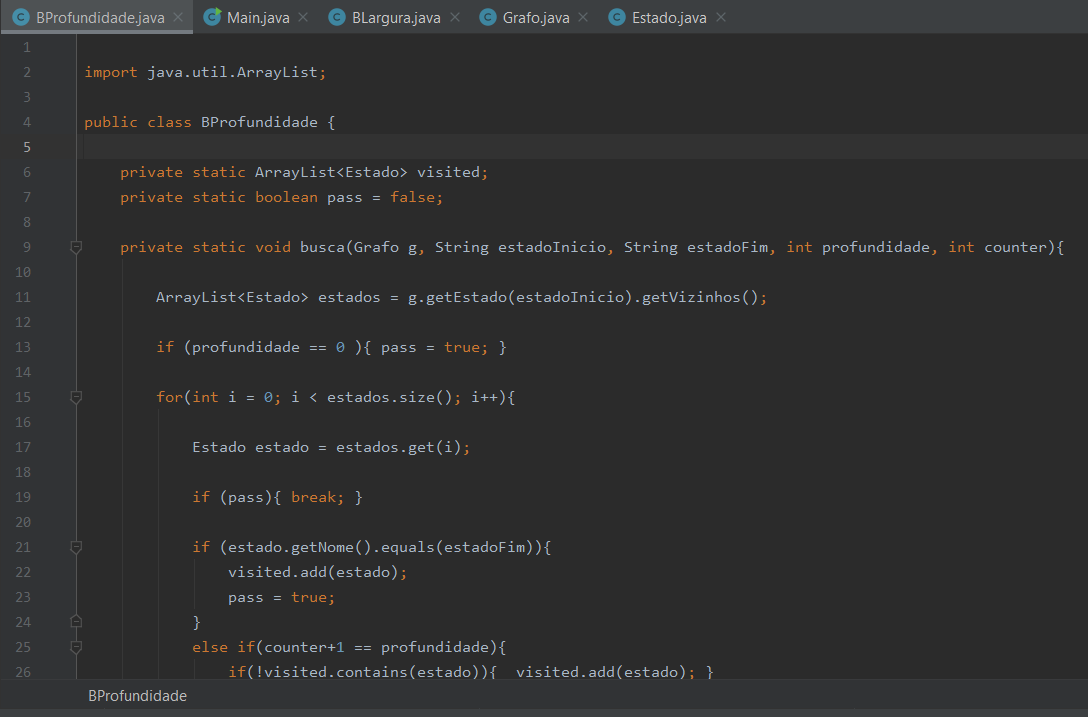 BProfundidade.java × Main.java × BLargura.java × Grafo.java × Estado.java ×
1
2 import java.util.ArrayList;
3
4 public class BProfundidade {
5
6 private static ArrayList<Estado> visited;
7 private static boolean pass = false;
8
9 private static void busca(Grafo g, String estadoInicio, String estadoFim, int profundidade, int counter){
10
11 ArrayList<Estado> estados = g.getEstado(estadoInicio).getVizinhos();
12
13 if (profundidade == 0 ){ pass = true; }
14
15 for(int i = 0; i < estados.size(); i++){
16
17 Estado estado = estados.get(i);
18
19 if (pass){ break; }
20
21 if (estado.getNome().equals(estadoFim)){
22 visited.add(estado);
23 pass = true;
24 }
25 else if(counter+1 == profundidade){
26 if(!visited.contains(estado)){  visited.add(estado); }
BProfundidade